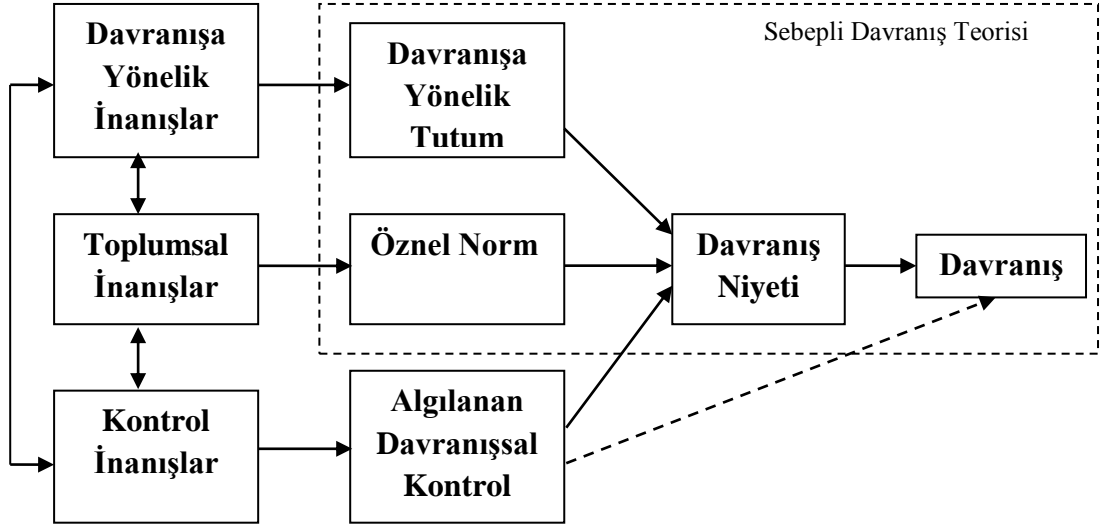 Sebepli Davranış Teorisi
Davranışa
Yönelik
İnanışlar
Davranışa
Yönelik
Tutum
Toplumsal
İnanışlar
Öznel Norm
Davranış
Niyeti
Davranış
Kontrol
İnanışlar
Algılanan
Davranışsal
Kontrol